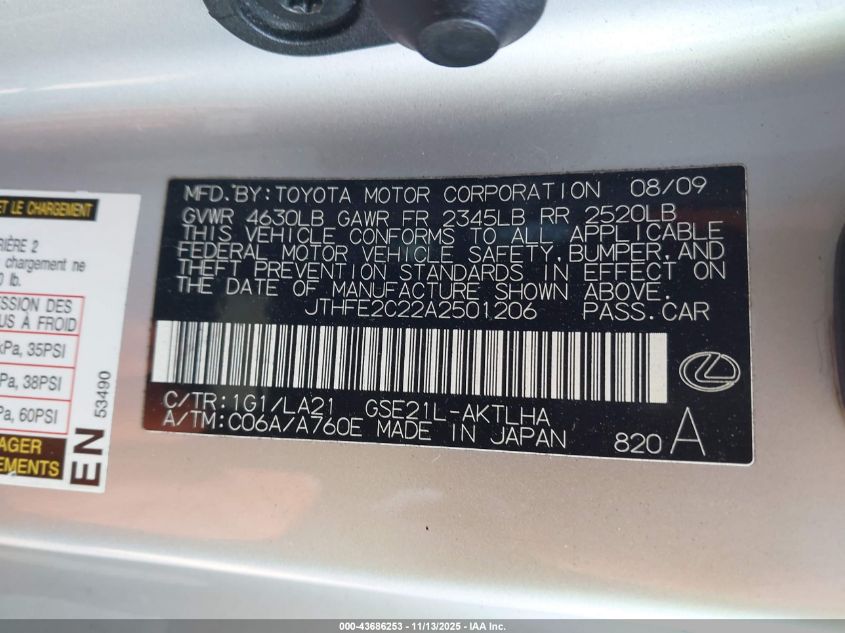 ET LE CHARGEMENT
RIÈRE 2
chargement ne
lb.
SSION DES
US À FROID
kPa, 35PSI
Pa, 38PSI
Pa, 60PSI
AGER
EMENTS
EN
53490
MFD. BY: TOYOTA MOTOR CORPORATION 08/09
GVWR 4630LB GAWR FR 2345LB RR 2520LB
THIS VEHICLE CONFORMS TO ALL APPLICABLE
FEDERAL MOTOR VEHICLE SAFETY, BUMPER, AND
THEFT PREVENTION STANDARDS IN EFFECT ON
THE DATE OF MANUFACTURE SHOWN ABOVE.
JTHFE2C22A2501206 PASS.CAR
C/TR:1G1/LA21 GSE21L-AKTLHA
A/TM:C06A/A760E MADE IN JAPAN 820 A
000-43686253 - 11/13/2025 - IAA Inc.